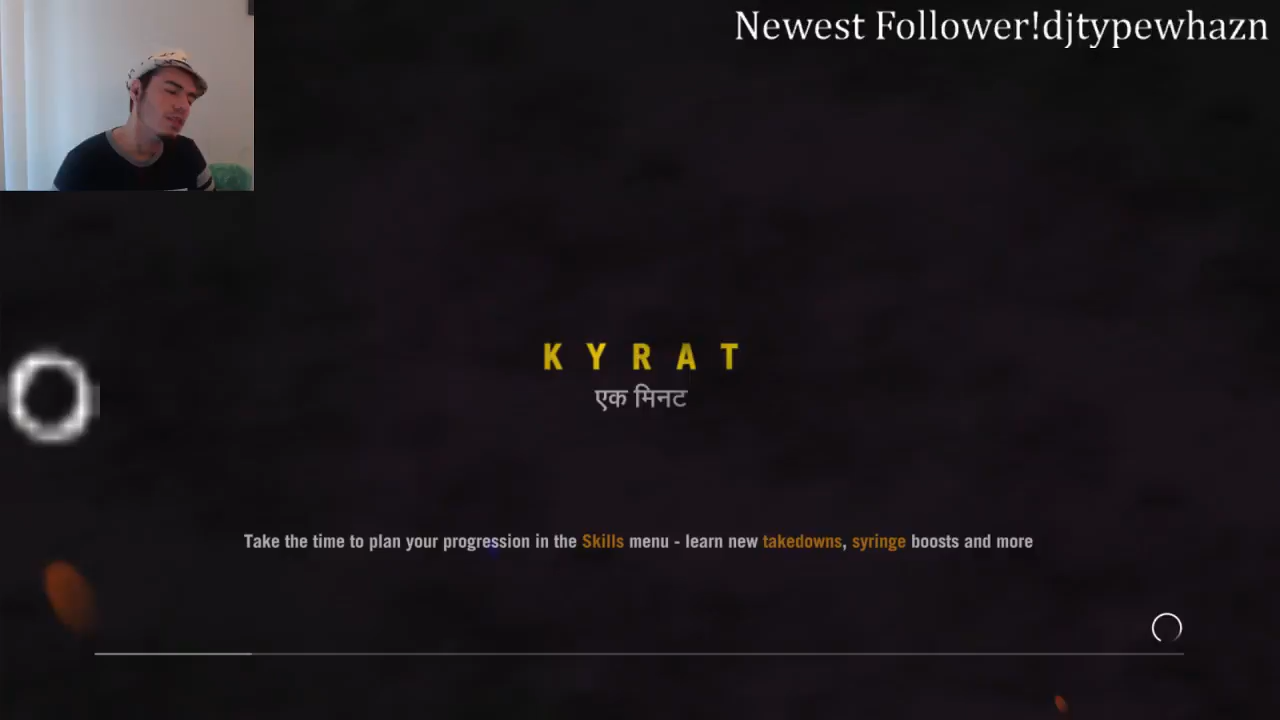 Newest Follower!djtypewhazn
KYRAT
एक मिनट
Take the time to plan your progression in the Skills menu - learn new takedowns, syringe boosts and more